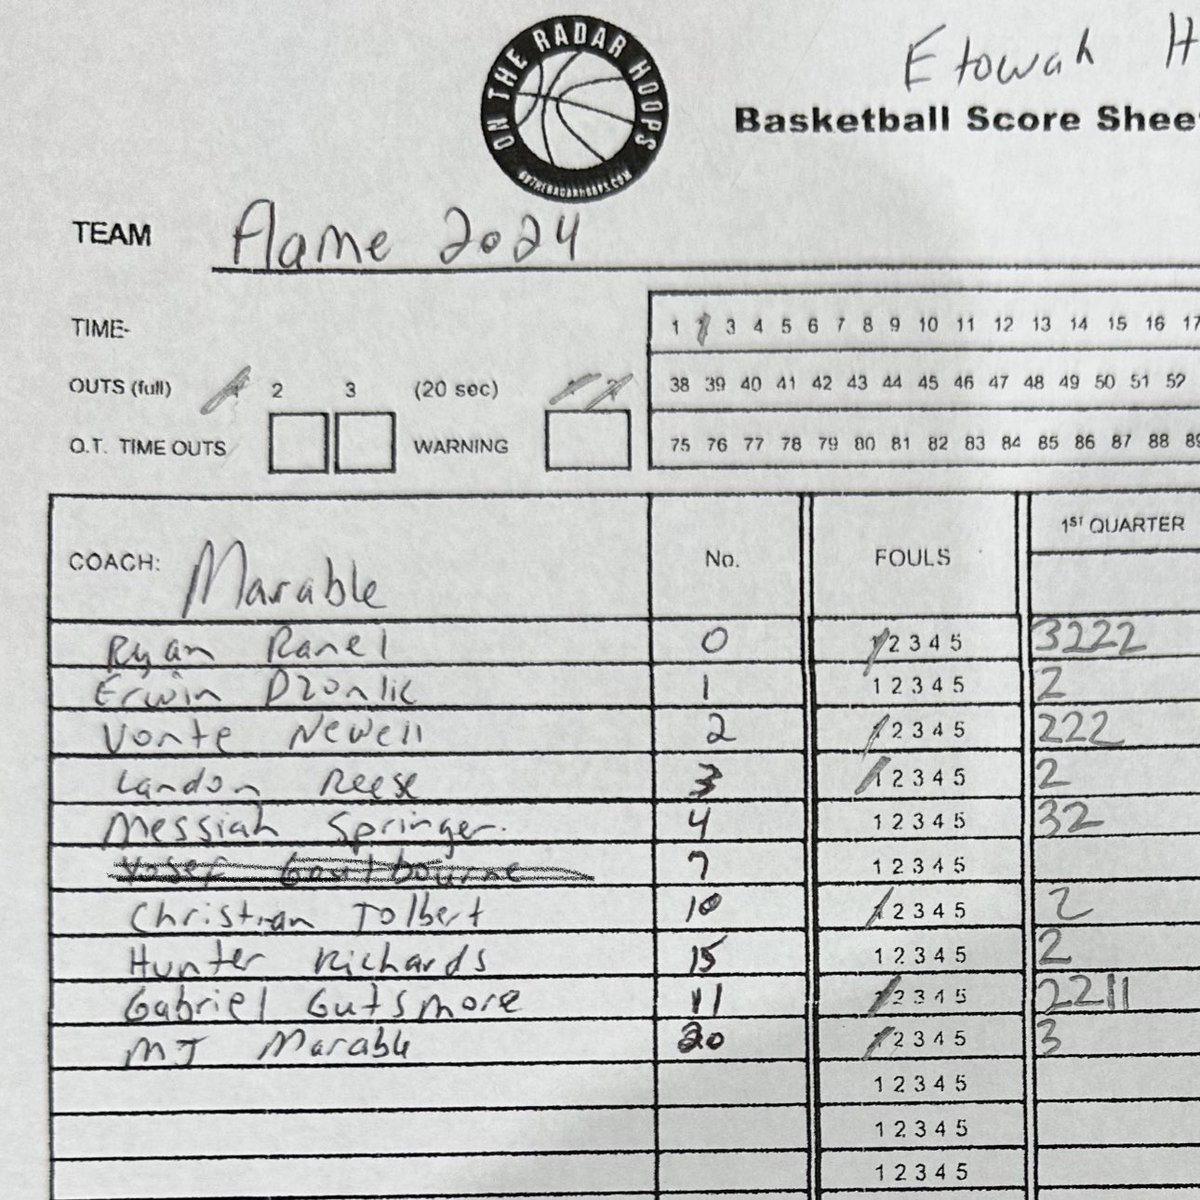 ON THE RADAR HOOPS
ONTHERADARHOOPS.COM
Etowah H
Basketball Score Shee
TEAM Flame 2024
TIME-
OUTS (full) 1 2 3 (20 sec)
O.T. TIME OUTS WARNING
1 2 3 4 5 6 7 8 9 10 11 12 13 14 15 16 17
38 39 40 41 42 43 44 45 46 47 48 49 50 51 52
75 76 77 78 79 80 81 82 83 84 85 86 87 88 89
COACH: Marable No. FOULS 1ST QUARTER
Ryan Ranel 0 1 2 3 4 5 3222
Erwin Dzonlic 1 1 2 3 4 5 2
Vonte Newell 2 1 2 3 4 5 222
Landon Reese 3 1 2 3 4 5 2
Messiah Springer. 4 1 2 3 4 5 32
Yosef Goulbourne 7 1 2 3 4 5
Christian Tolbert 10 1 2 3 4 5 2
Hunter Richards 15 1 2 3 4 5 2
Gabriel Gutsmore 11 1 2 3 4 5 2211
MJ Marable 20 1 2 3 4 5 3
1 2 3 4 5
1 2 3 4 5
1 2 3 4 5